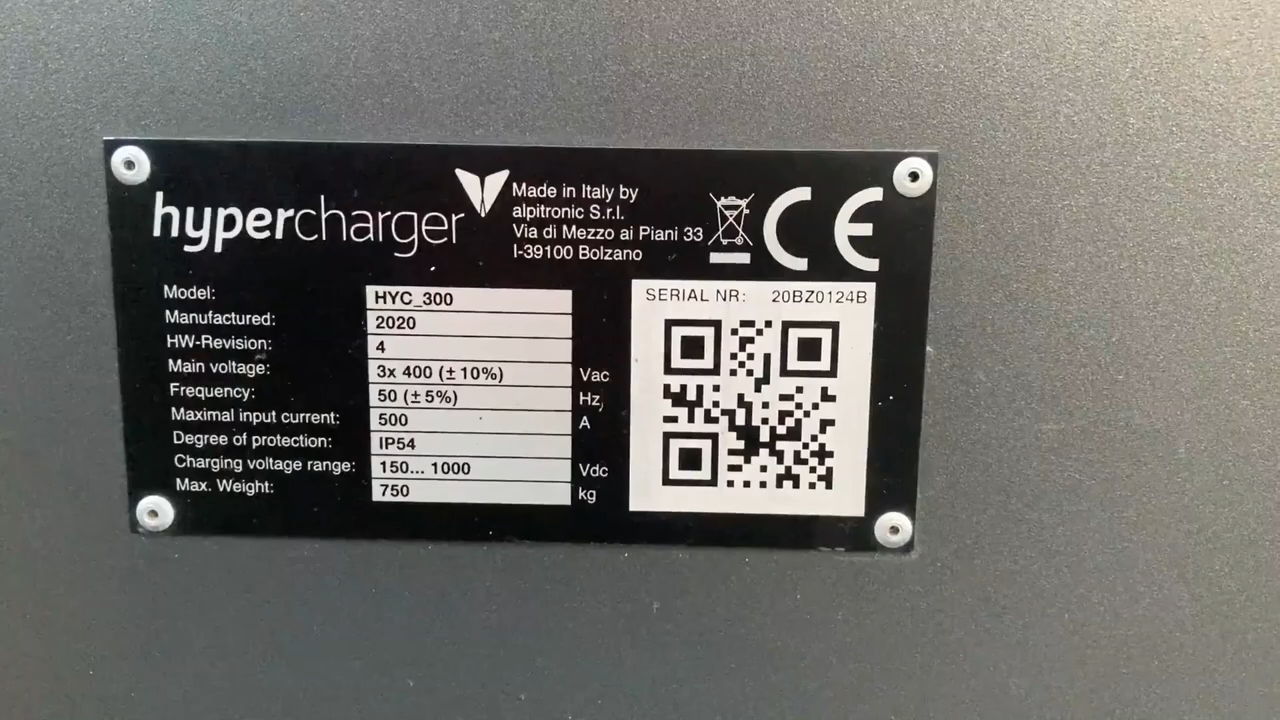 hypercharger
Made in Italy by
alpitronic S.r.l.
Via di Mezzo ai Piani 33
I-39100 Bolzano
CE
Model: HYC_300
Manufactured: 2020
HW-Revision: 4
Main voltage: 3x 400 (±10%) Vac
Frequency: 50 (±5%) Hz
Maximal input current: 500 A
Degree of protection: IP54
Charging voltage range: 150... 1000 Vdc
Max. Weight: 750 kg
SERIAL NR: 20BZ0124B